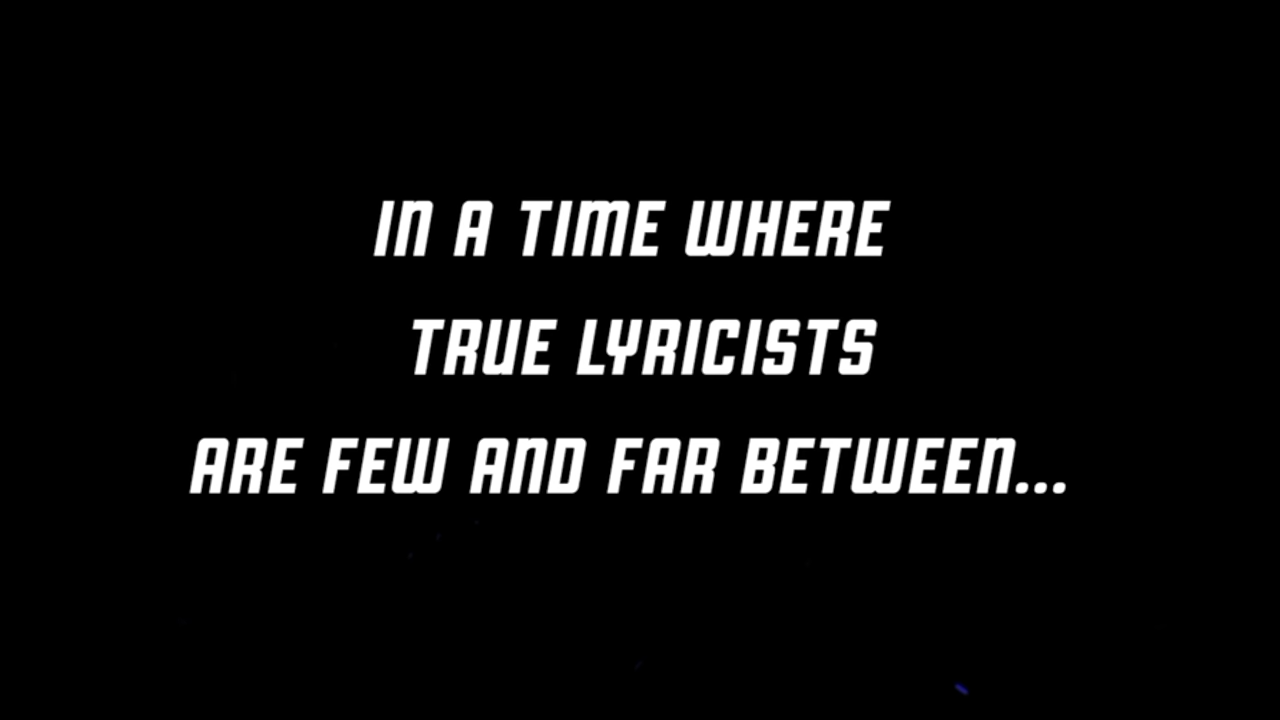 IN A TIME WHERE
TRUE LYRICISTS
ARE FEW AND FAR BETWEEN...